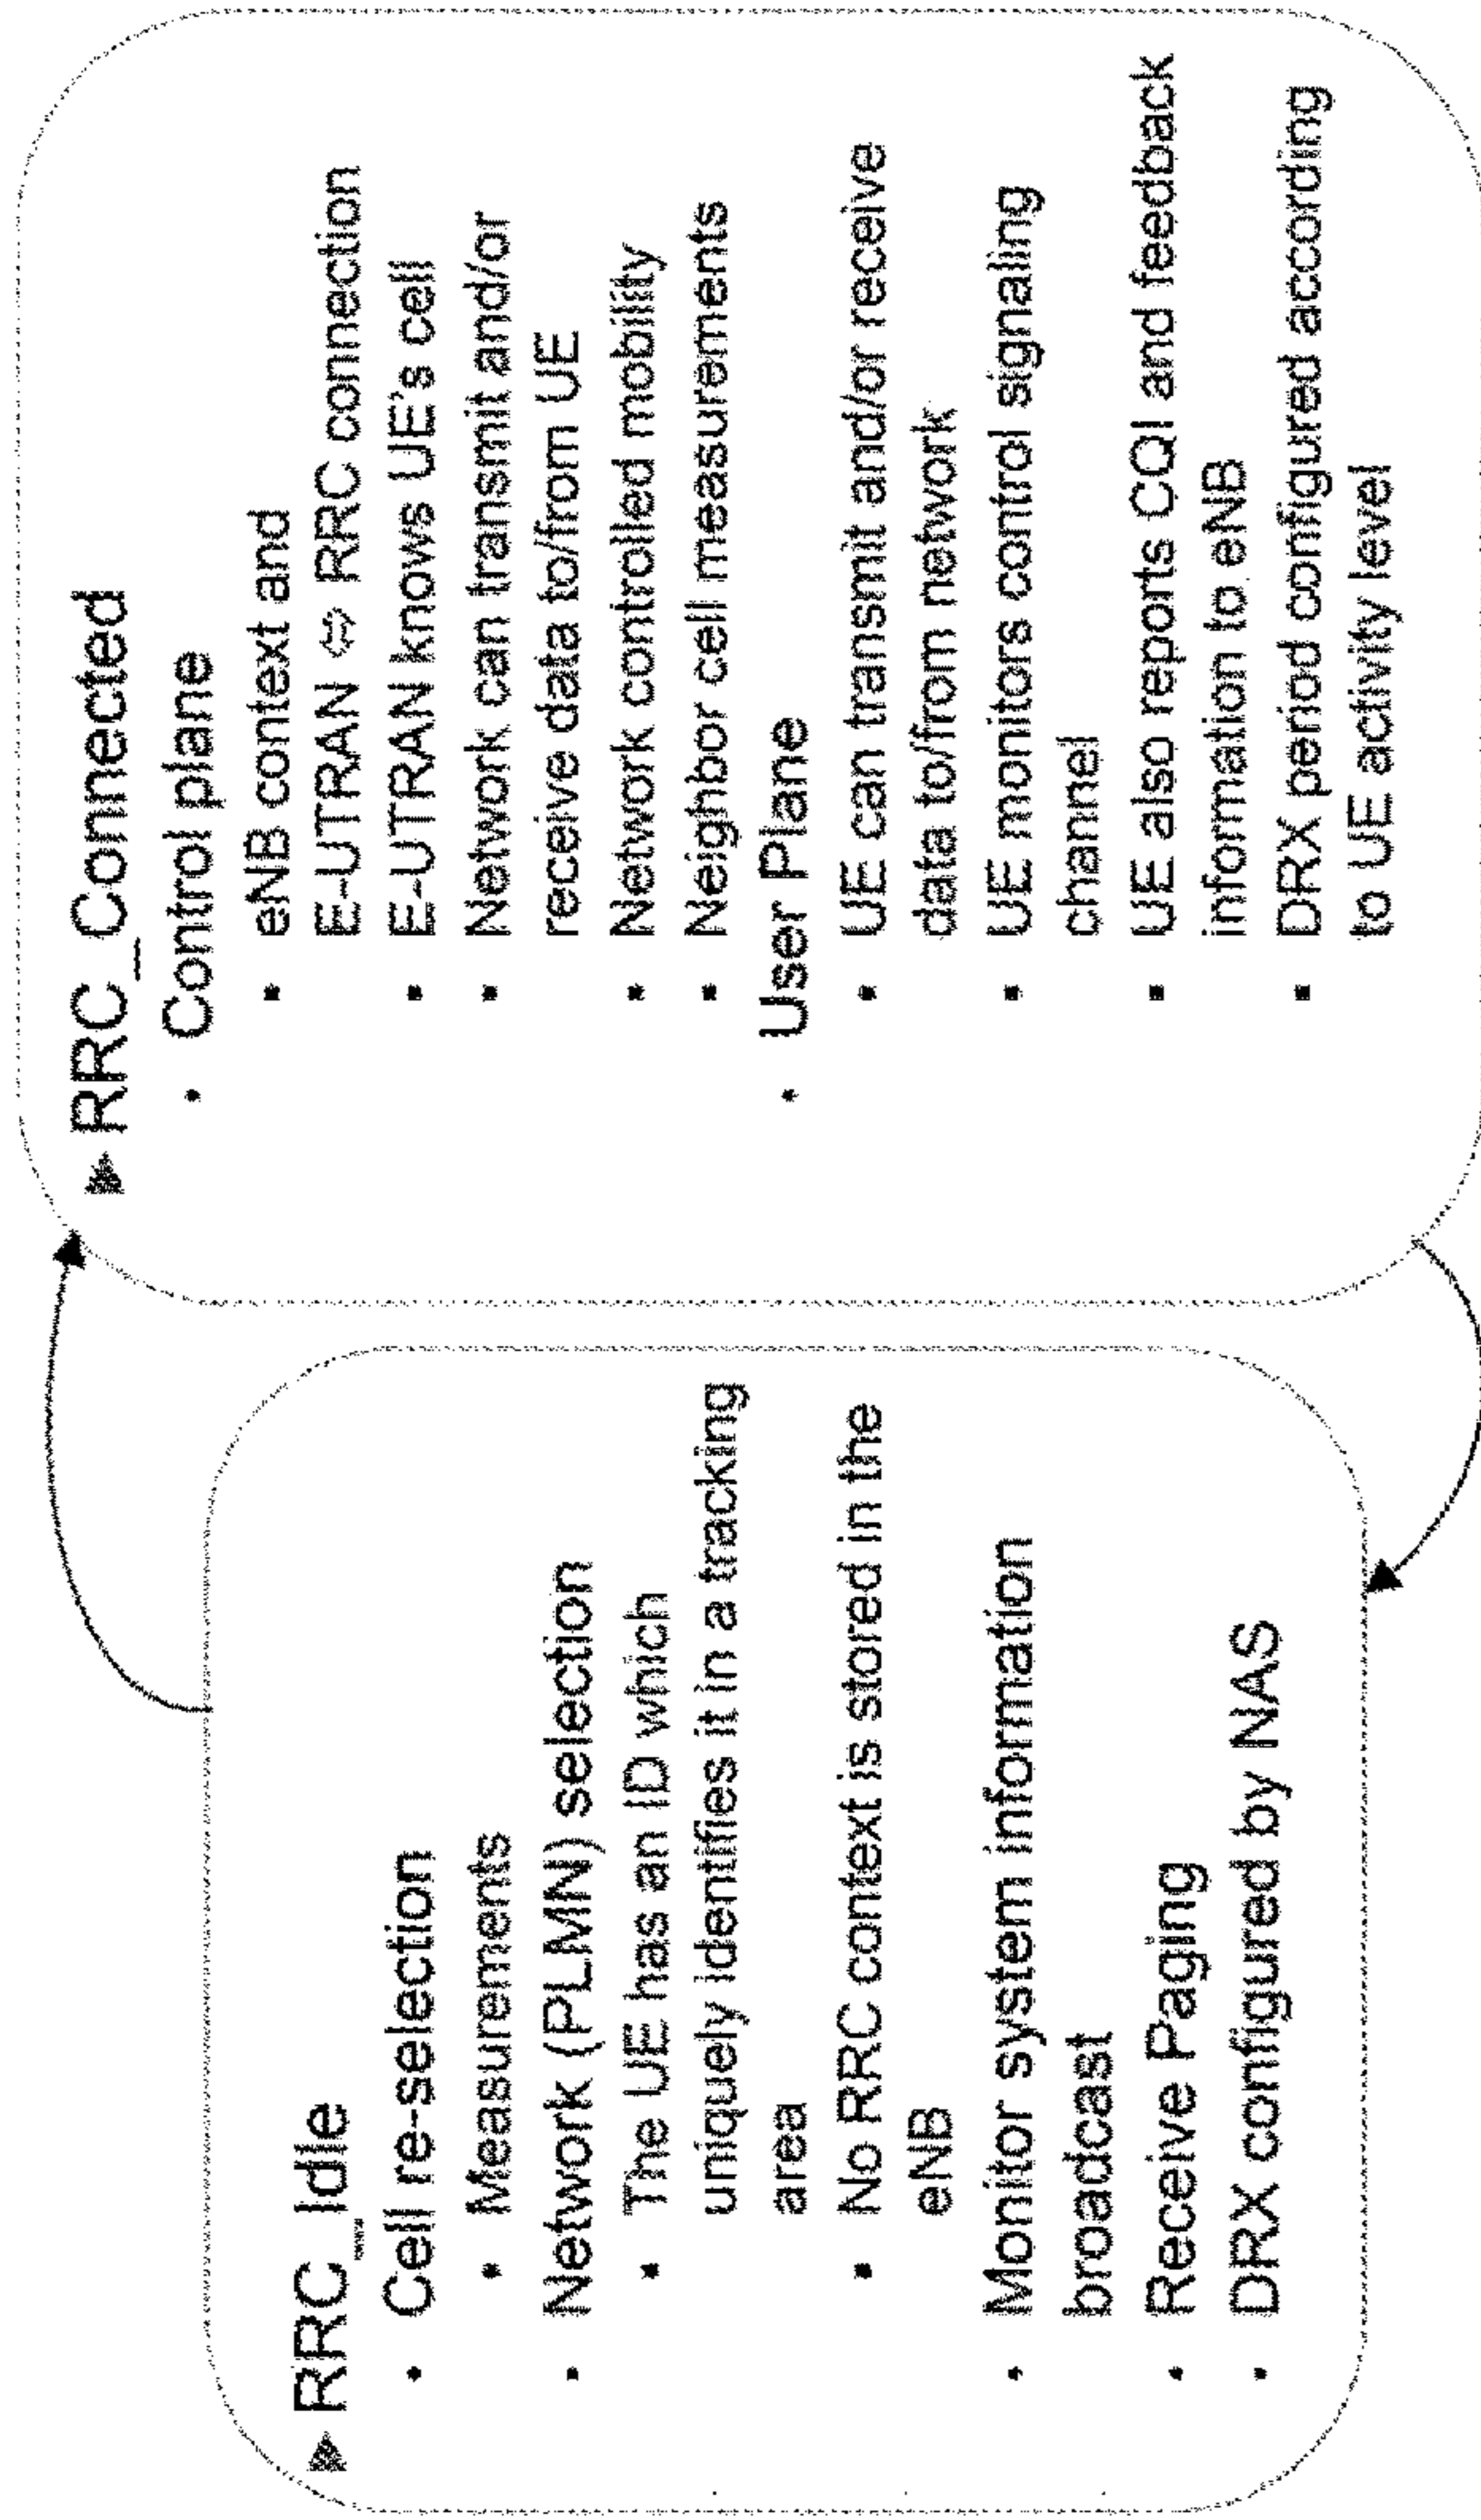 RRC_Idle
• Cell re-selection
• Measurements
• Network (PLMN) selection
• The UE has an ID which
uniquely identifies it in a tracking
area
• No RRC context is stored in the
eNB
• Monitor system information
broadcast
• Receive Paging
• DRX configured by NAS
RRC_Connected
• Control plane
• eNB context and
E-UTRAN ⇔ RRC connection
• E-UTRAN knows UE's cell
• Network can transmit and/or
receive data to/from UE
• Network controlled mobility
• Neighbor cell measurements
• User Plane
• UE can transmit and/or receive
data to/from network
• UE monitors control signaling
channel
• UE also reports CQI and feedback
information to eNB
• DRX period configured according
to UE activity level